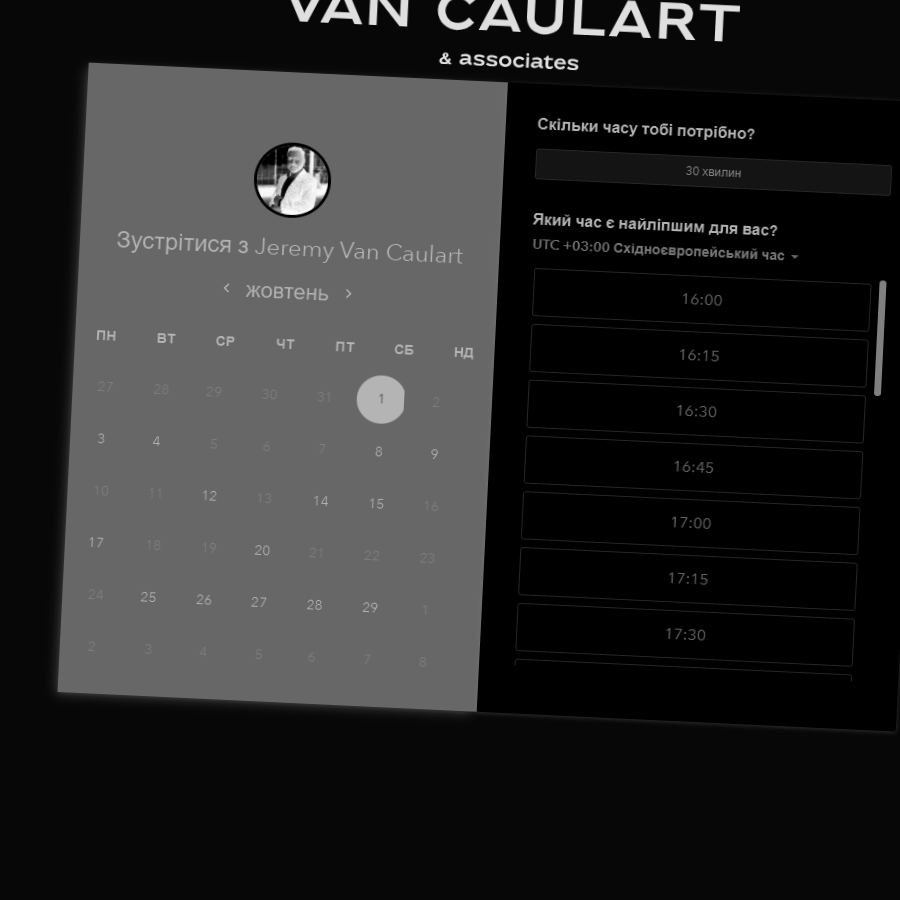 VAN CAULART
& associates
Зустрітися з Jeremy Van Caulart
жовтень
ПН ВТ СР ЧТ ПТ СБ НД
27 28 29 30 31 1 2
3 4 5 6 7 8 9
10 11 12 13 14 15 16
17 18 19 20 21 22 23
24 25 26 27 28 29 1
2 3 4 5 6 7 8
Скільки часу тобі потрібно?
30 хвилин
Який час є найліпшим для вас?
UTC +03:00 Східноєвропейський час
16:00
16:15
16:30
16:45
17:00
17:15
17:30